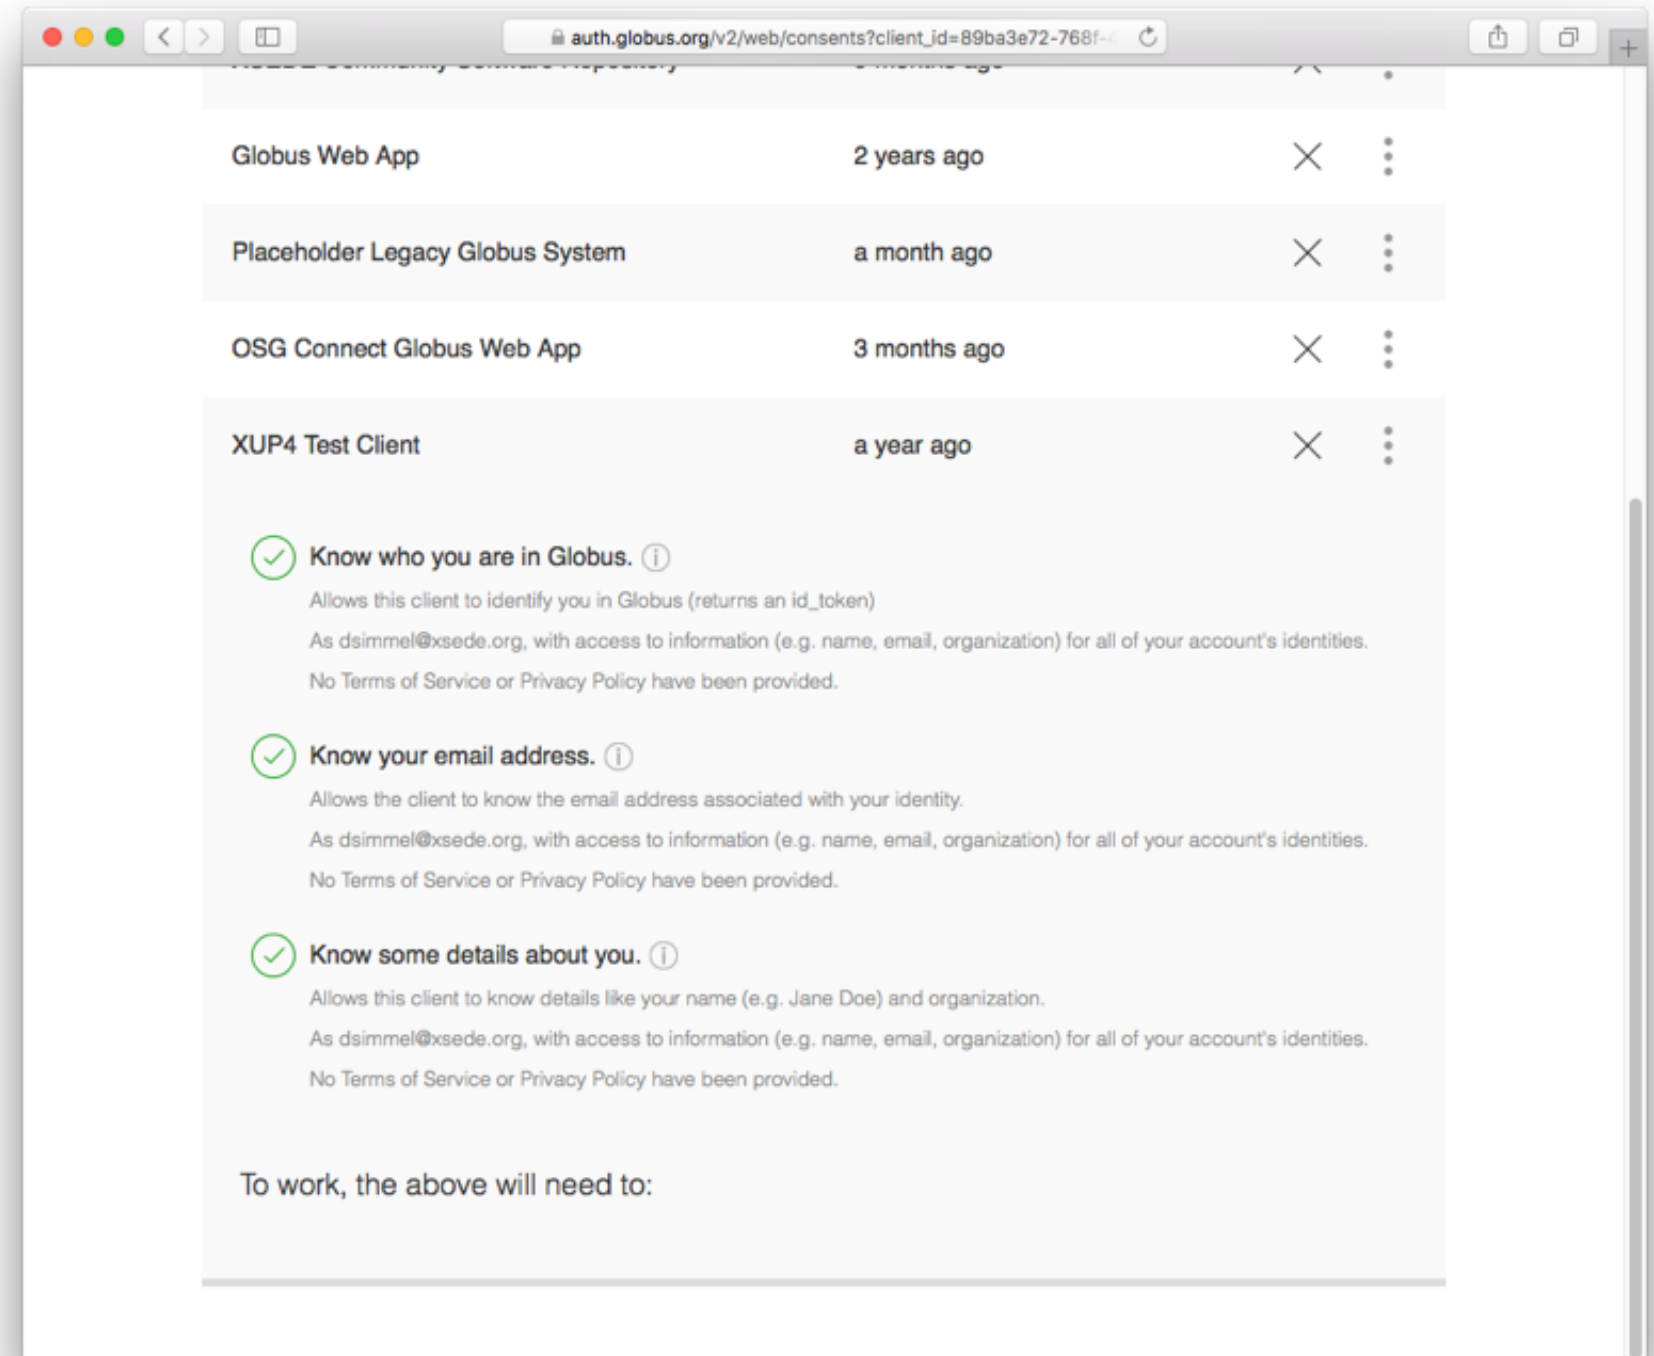 auth.globus.org/v2/web/consents?client_id=89ba3e72-768f-
Globus Web App 2 years ago
Placeholder Legacy Globus System a month ago
OSG Connect Globus Web App 3 months ago
XUP4 Test Client a year ago
Know who you are in Globus.
Allows this client to identify you in Globus (returns an id_token)
As dsimmel@xsede.org, with access to information (e.g. name, email, organization) for all of your account's identities.
No Terms of Service or Privacy Policy have been provided.
Know your email address.
Allows the client to know the email address associated with your identity.
As dsimmel@xsede.org, with access to information (e.g. name, email, organization) for all of your account's identities.
No Terms of Service or Privacy Policy have been provided.
Know some details about you.
Allows this client to know details like your name (e.g. Jane Doe) and organization.
As dsimmel@xsede.org, with access to information (e.g. name, email, organization) for all of your account's identities.
No Terms of Service or Privacy Policy have been provided.
To work, the above will need to: